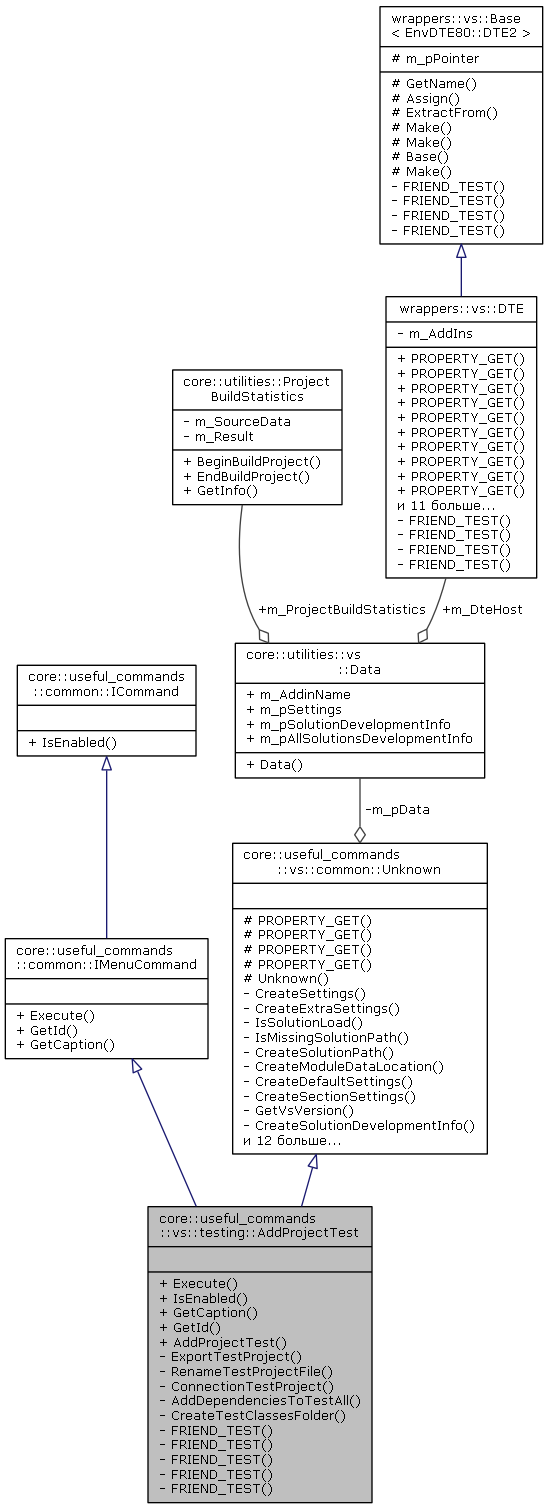 wrappers::vs::Base
< EnvDTE80::DTE2 >
# m_pPointer
# GetName()
# Assign()
# ExtractFrom()
# Make()
# Make()
# Base()
# Make()
- FRIEND_TEST()
- FRIEND_TEST()
- FRIEND_TEST()
- FRIEND_TEST()
wrappers::vs::DTE
- m_AddIns
+ PROPERTY_GET()
+ PROPERTY_GET()
+ PROPERTY_GET()
+ PROPERTY_GET()
+ PROPERTY_GET()
+ PROPERTY_GET()
+ PROPERTY_GET()
+ PROPERTY_GET()
+ PROPERTY_GET()
+ PROPERTY_GET()
и 11 больше...
- FRIEND_TEST()
- FRIEND_TEST()
- FRIEND_TEST()
- FRIEND_TEST()
core::utilities::Project
BuildStatistics
- m_SourceData
- m_Result
+ BeginBuildProject()
+ EndBuildProject()
+ GetInfo()
+m_ProjectBuildStatistics
+m_DteHost
core::utilities::vs
::Data
+ m_AddinName
+ m_pSettings
+ m_pSolutionDevelopmentInfo
+ m_pAllSolutionsDevelopmentInfo
+ Data()
core::useful_commands
::common::ICommand
+ IsEnabled()
-m_pData
core::useful_commands
::vs::common::Unknown
# PROPERTY_GET()
# PROPERTY_GET()
# PROPERTY_GET()
# PROPERTY_GET()
# Unknown()
- CreateSettings()
- CreateExtraSettings()
- IsSolutionLoad()
- IsMissingSolutionPath()
- CreateSolutionPath()
- CreateModuleDataLocation()
- CreateDefaultSettings()
- CreateSectionSettings()
- GetVsVersion()
- CreateSolutionDevelopmentInfo()
и 12 больше...
core::useful_commands
::common::IMenuCommand
+ Execute()
+ GetId()
+ GetCaption()
core::useful_commands
::vs::testing::AddProjectTest
+ Execute()
+ IsEnabled()
+ GetCaption()
+ GetId()
+ AddProjectTest()
- ExportTestProject()
- RenameTestProjectFile()
- ConnectionTestProject()
- AddDependenciesToTestAll()
- CreateTestClassesFolder()
- FRIEND_TEST()
- FRIEND_TEST()
- FRIEND_TEST()
- FRIEND_TEST()
- FRIEND_TEST()